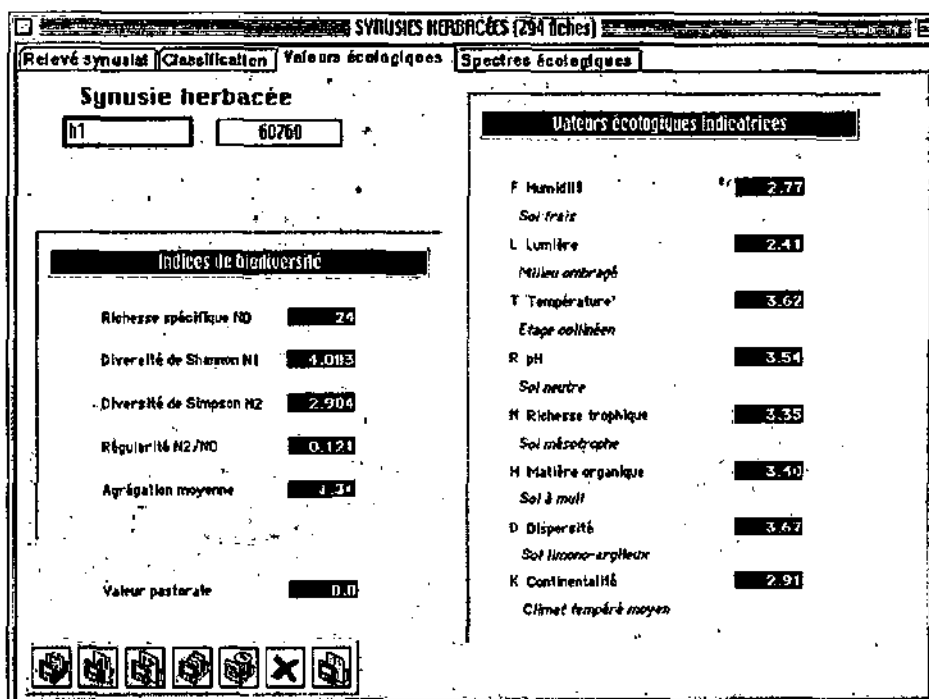 SYNUSIES HERBACÉES (294 fiches)
Relevé synusial Classification Valeurs écologiques Spectres écologiques
Synusie herbacée
h1 60760
Indices de biodiversité
Richesse spécifique N0 24
Diversité de Shannon N1 4.083
Diversité de Simpson N2 2.904
Régularité N2/N0 0.121
Agrégation moyenne
Valeur pastorale 0.0
Valeurs écologiques indicatrices
F Humidité 2.77
Sol frais
L Lumière 2.41
Milieu ombragé
T 'Température' 3.62
Etage collinéen
R pH 3.54
Sol neutre
N Richesse trophique 3.35
Sol mésotrophe
H Matière organique 3.40
Sol à mull
D Dispersité 3.67
Sol limono-argileux
K Continentalité 2.91
Climat tempéré moyen